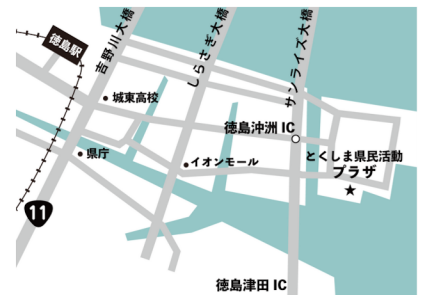 徳島駅
吉野川大橋
しらさぎ大橋
サンライズ大橋
城東高校
徳島沖洲 IC
県庁
イオンモール
とくしま県民活動
プラザ
11
徳島津田 IC